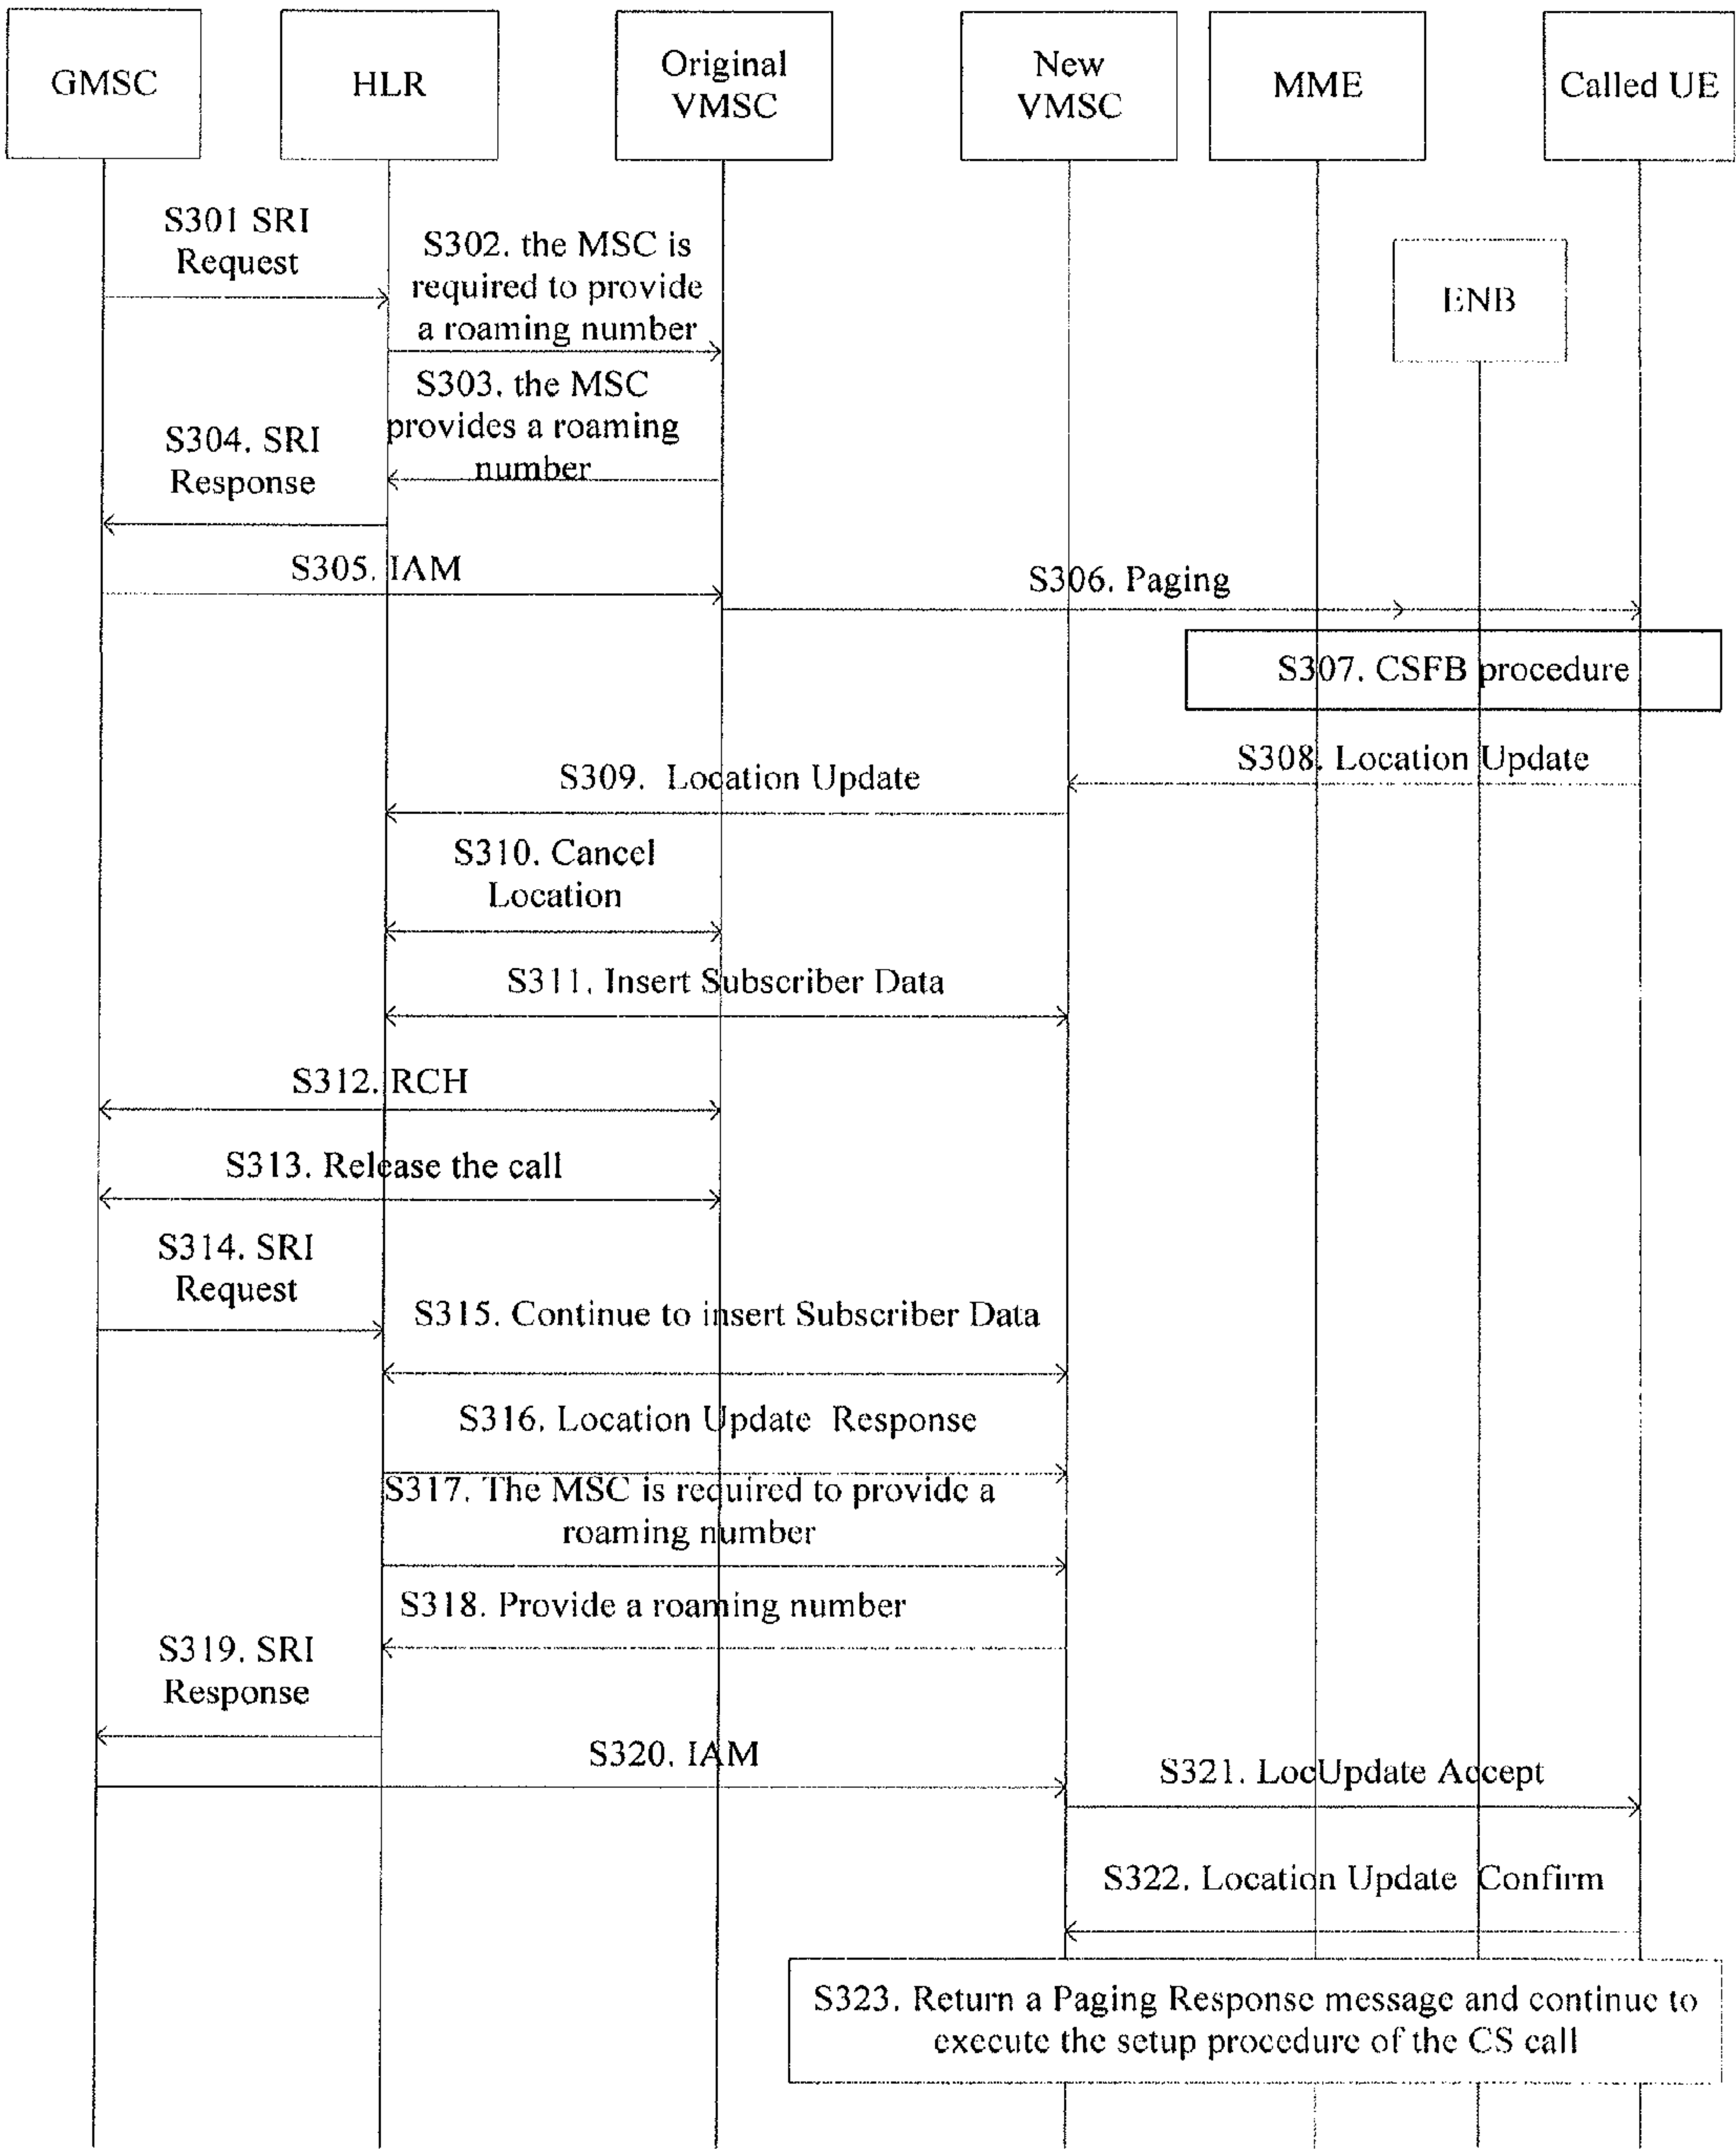 GMSC
HLR
Original
VMSC
New
VMSC
MME
Called UE
ENB
S301 SRI
Request
S302. the MSC is
required to provide
a roaming number
S303. the MSC
provides a roaming
number
S304. SRI
Response
S305. IAM
S306. Paging
S307. CSFB procedure
S308. Location Update
S309. Location Update
S310. Cancel
Location
S311. Insert Subscriber Data
S312. RCH
S313. Release the call
S314. SRI
Request
S315. Continue to insert Subscriber Data
S316. Location Update Response
S317. The MSC is required to provide a
roaming number
S318. Provide a roaming number
S319. SRI
Response
S320. IAM
S321. LocUpdate Accept
S322. Location Update Confirm
S323. Return a Paging Response message and continue to
execute the setup procedure of the CS call